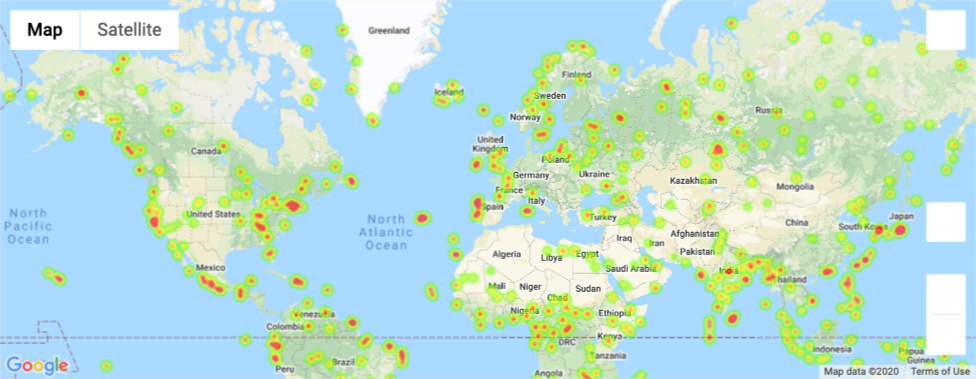 Map
Satellite
Greenland
Iceland
Finland
Sweden
Norway
Russia
United
Kingdom
Poland
Canada
Germany
Ukraine
France
Kazakhstan
Mongolia
Italy
Spain
United States
Turkey
China
Japan
South Korea
North
Pacific
Ocean
North
Atlantic
Ocean
Afghanistan
Iraq
Iran
Pakistan
Algeria
Libya
Egypt
Saudi Arabia
India
Mexico
Mali
Niger
Chad
Sudan
Thailand
Nigeria
Ethiopia
Venezuela
Colombia
DRC
Kenya
Indonesia
Papua
Guinea
Tanzania
Brazil
Peru
Angola
Google
Map data ©2020
Terms of Use